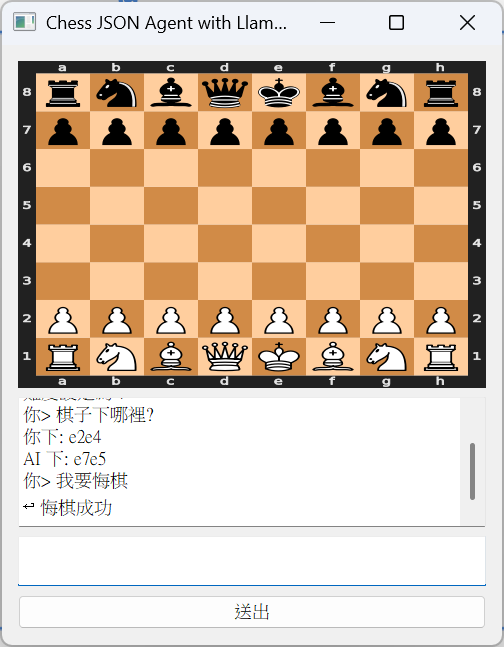 Chess JSON Agent with Llam...
a b c d e f g h
8 8
7 7
6 6
5 5
4 4
3 3
2 2
1 1
a b c d e f g h
你> 棋子下哪裡?
你下: e2e4
AI 下: e7e5
你> 我要悔棋
↩ 悔棋成功
送出